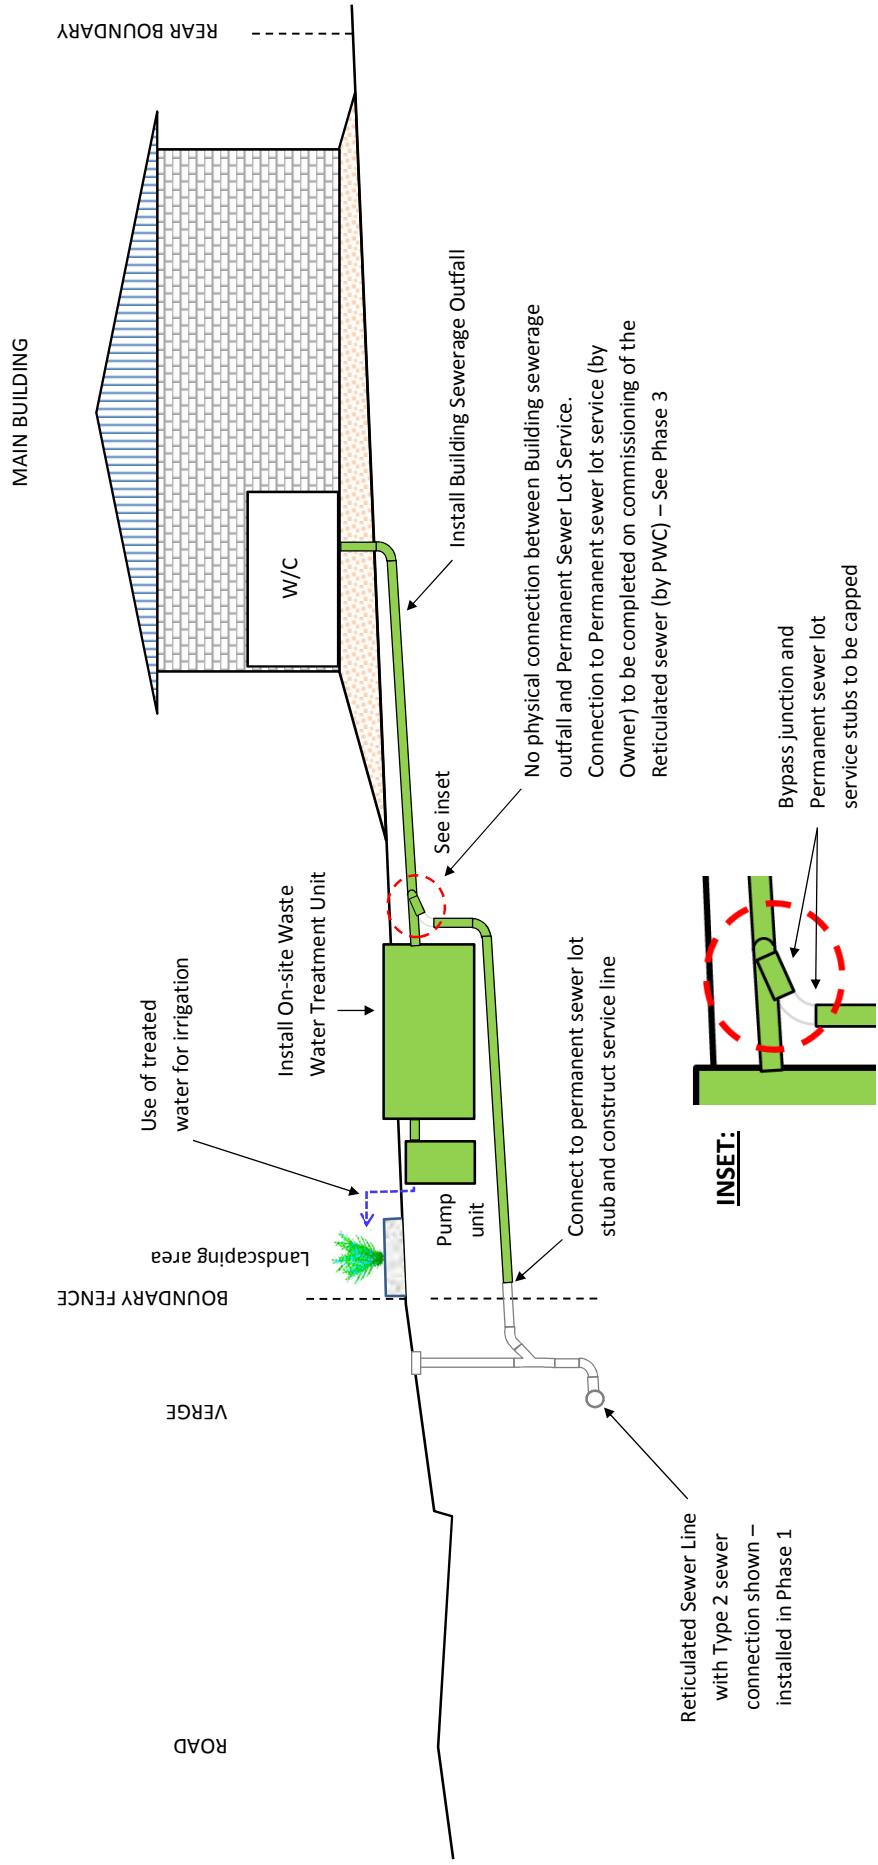 MAIN BUILDING
REAR BOUNDARY
W/C
Install Building Sewerage Outfall
No physical connection between Building sewerage
outfall and Permanent Sewer Lot Service.
Connection to Permanent sewer lot service (by
Owner) to be completed on commissioning of the
Reticulated sewer (by PWC) – See Phase 3
See inset
Install On-site Waste
Water Treatment Unit
Use of treated
water for irrigation
Landscaping area
Pump
unit
BOUNDARY FENCE
VERGE
ROAD
Connect to permanent sewer lot
stub and construct service line
Reticulated Sewer Line
with Type 2 sewer
connection shown –
installed in Phase 1
INSET:
Bypass junction and
Permanent sewer lot
service stubs to be capped